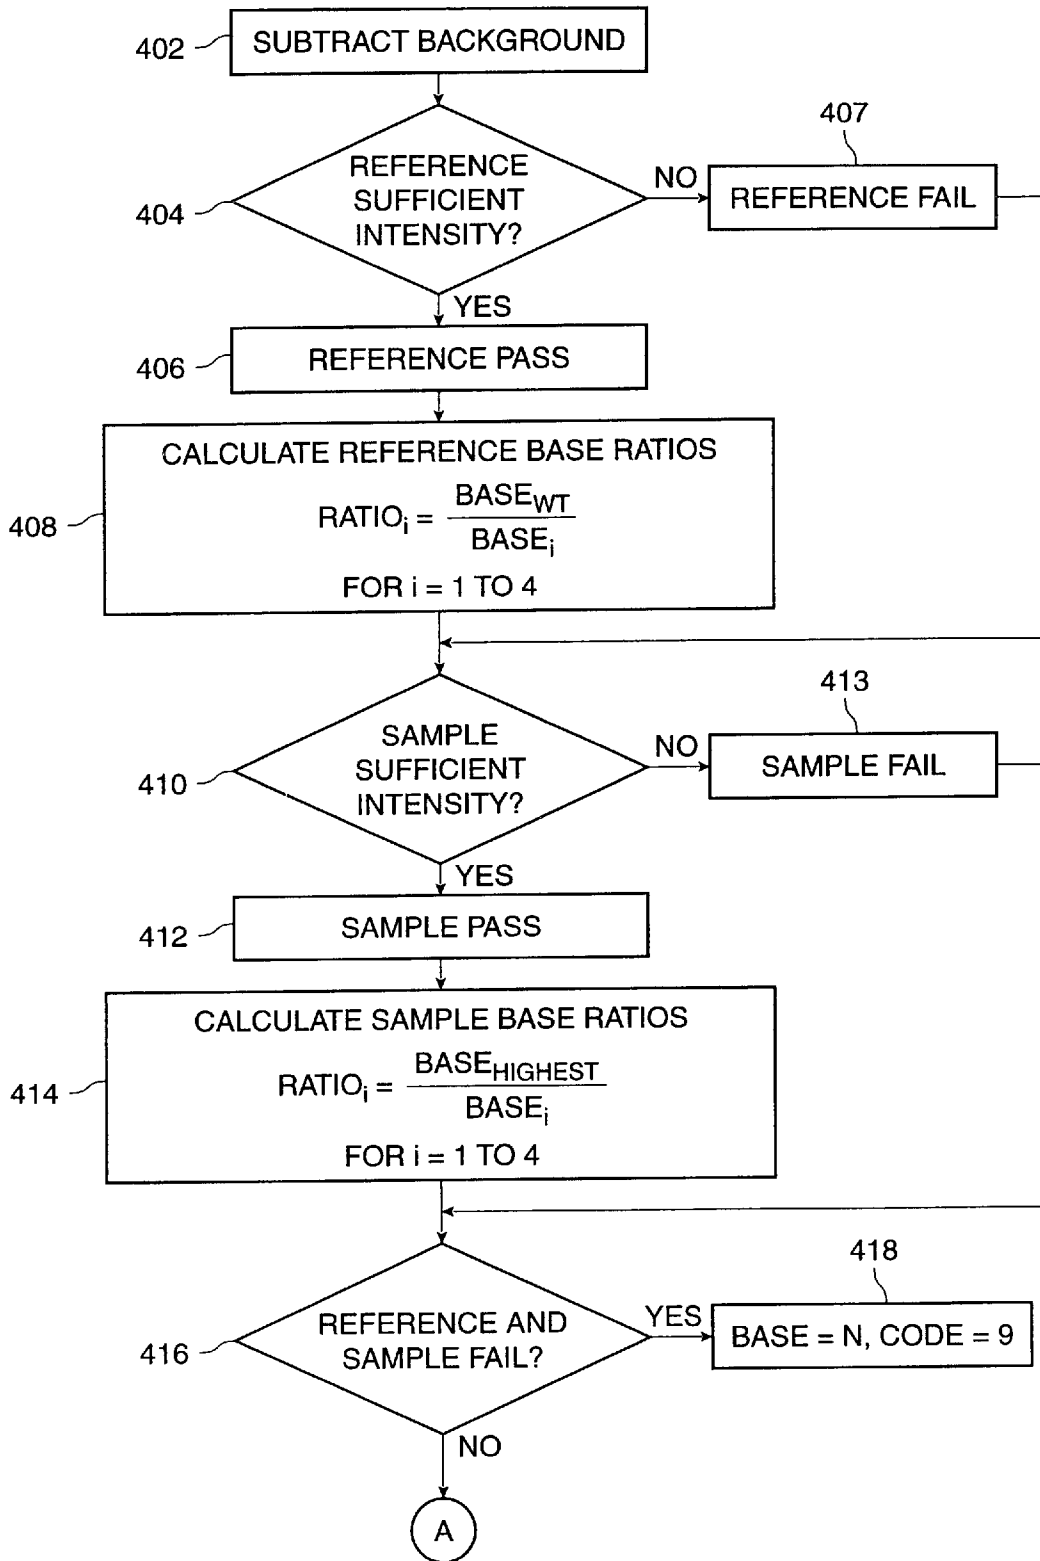 402
SUBTRACT BACKGROUND
407
404
REFERENCE
SUFFICIENT
INTENSITY?
NO
REFERENCE FAIL
YES
406
REFERENCE PASS
408
CALCULATE REFERENCE BASE RATIOS
RATIOi = BASEWT
BASEi
FOR i = 1 TO 4
413
410
SAMPLE
SUFFICIENT
INTENSITY?
NO
SAMPLE FAIL
YES
412
SAMPLE PASS
414
CALCULATE SAMPLE BASE RATIOS
RATIOi = BASEHIGHEST
BASEi
FOR i = 1 TO 4
418
416
REFERENCE AND
SAMPLE FAIL?
YES
BASE = N, CODE = 9
NO
A